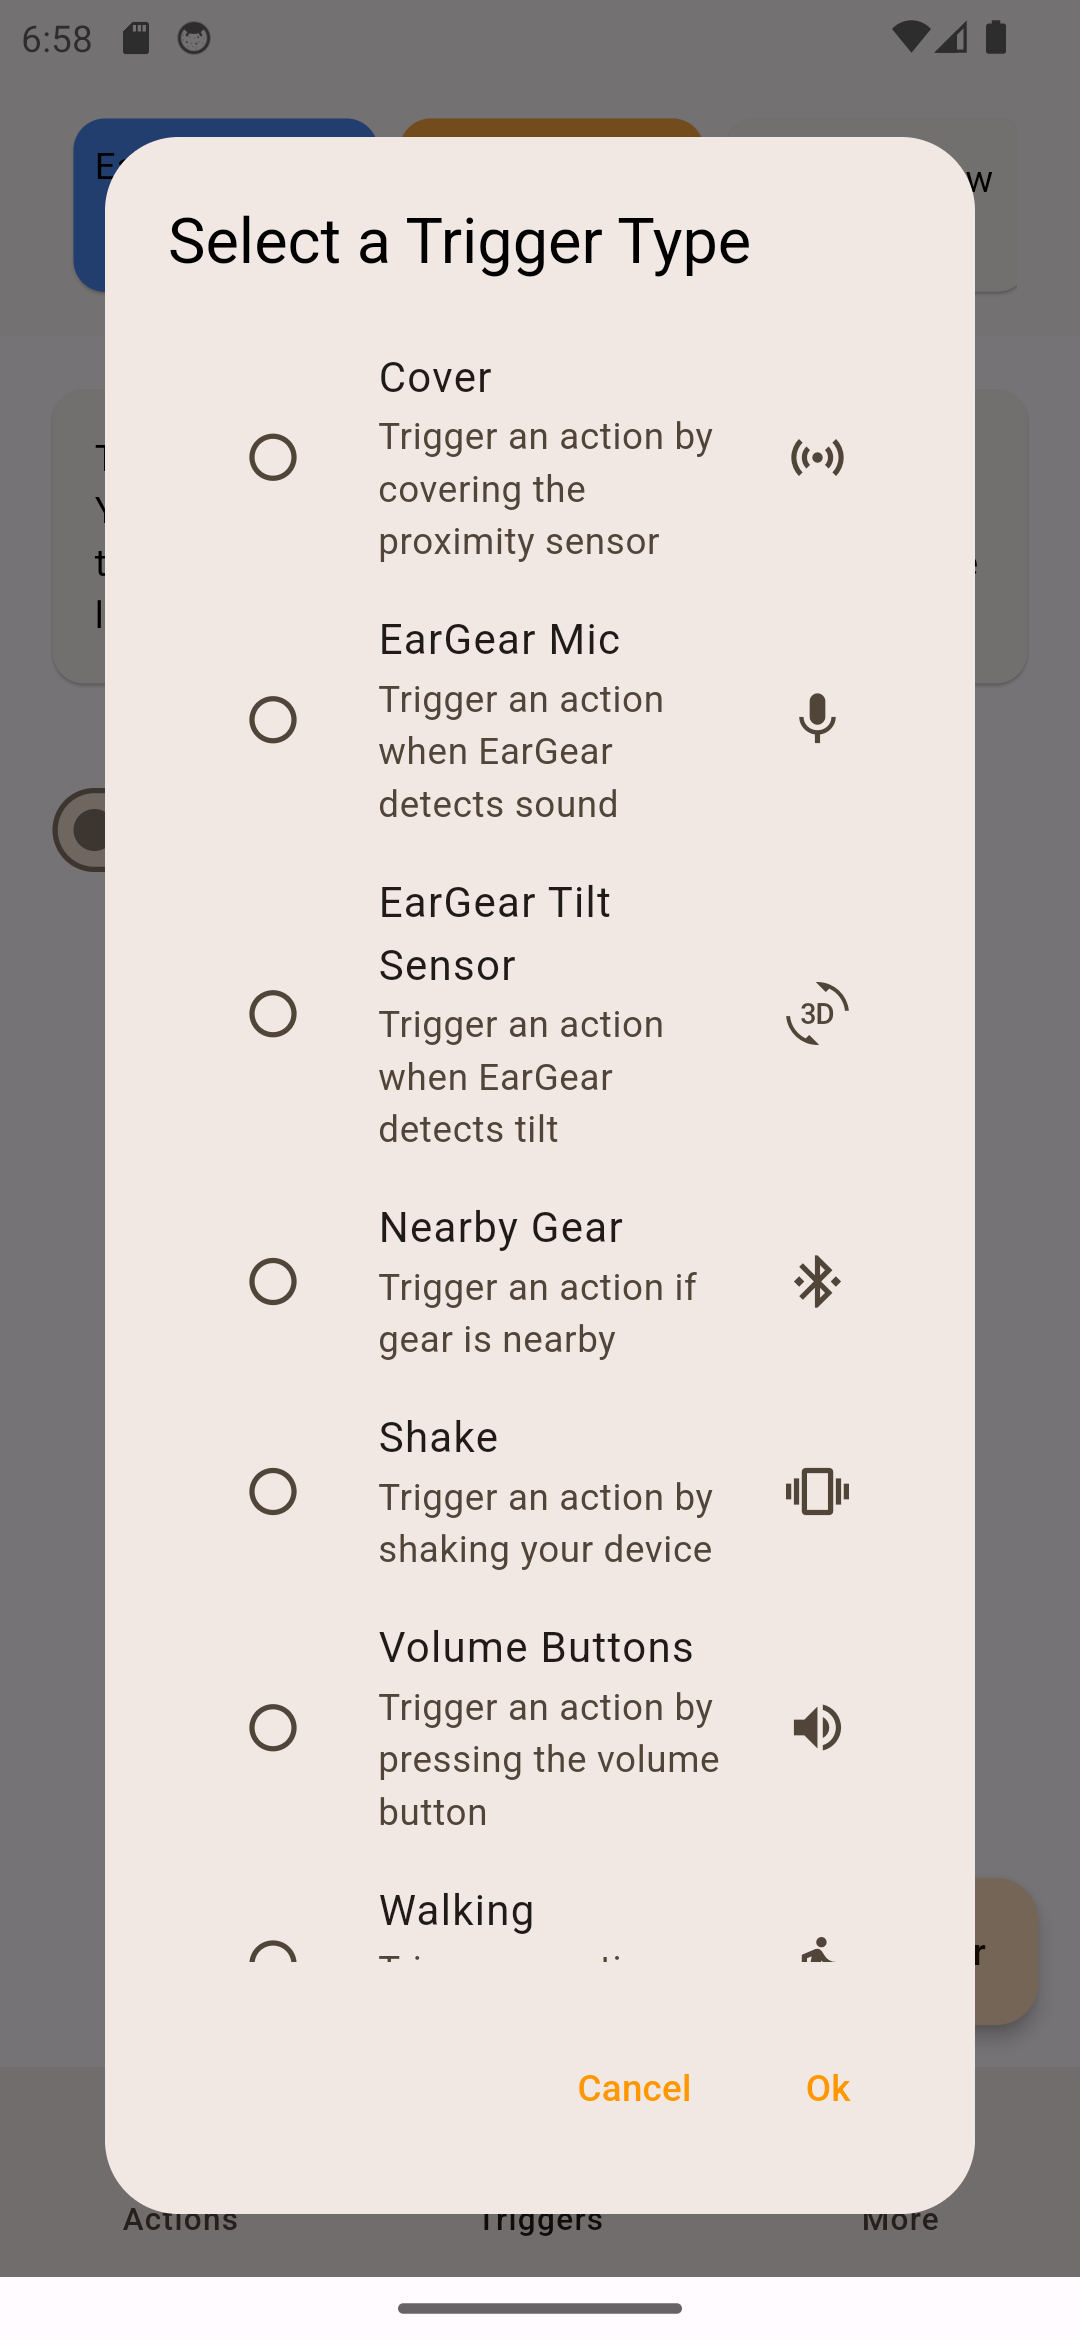 6:58
Select a Trigger Type
Cover
Trigger an action by
covering the
proximity sensor
EarGear Mic
Trigger an action
when EarGear
detects sound
EarGear Tilt
Sensor
Trigger an action
when EarGear
detects tilt
3D
Nearby Gear
Trigger an action if
gear is nearby
Shake
Trigger an action by
shaking your device
Volume Buttons
Trigger an action by
pressing the volume
button
Walking
Cancel
Ok
Actions
Triggers
More